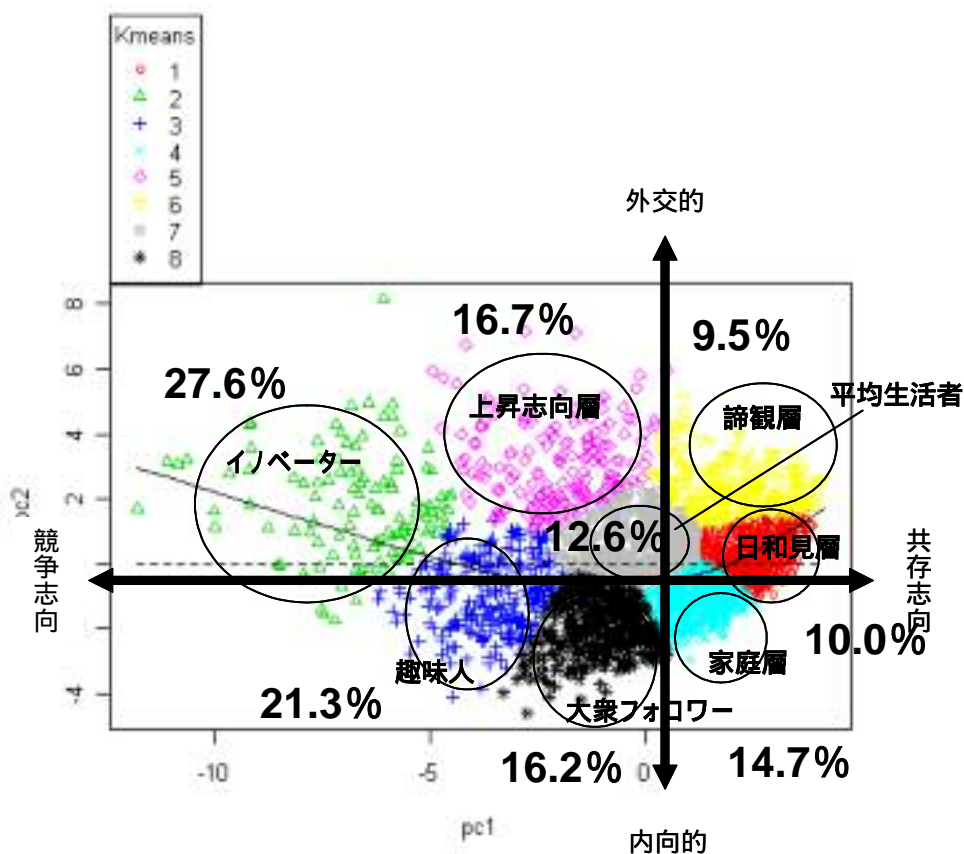 Kmeans
1
2
3
4
5
6
7
8
外交的
16.7%
9.5%
27.6%
平均生活者
上昇志向層
諦観層
イノベーター
12.6%
日和見層
競争志向
共存志向
10.0%
家庭層
趣味人
21.3%
大衆フォロワー
16.2%
14.7%
内向的
8
6
4
2
-4
pc2
-10
-5
0
pc1